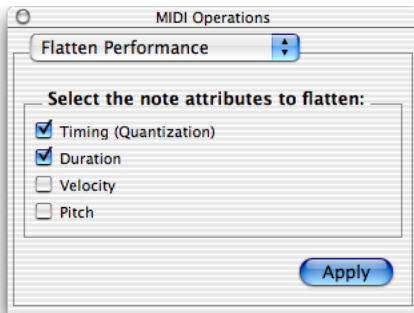 MIDI Operations
Flatten Performance
Select the note attributes to flatten:
Timing (Quantization)
Duration
Velocity
Pitch
Apply